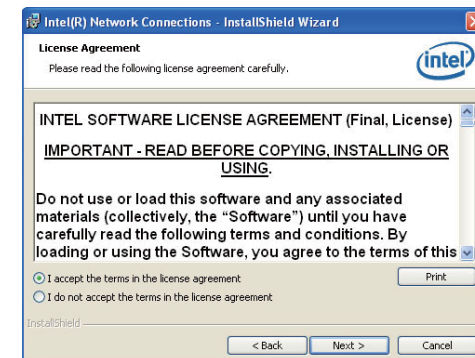 Intel(R) Network Connections - InstallShield Wizard
License Agreement
Please read the following license agreement carefully.
intel
INTEL SOFTWARE LICENSE AGREEMENT (Final, License)
IMPORTANT - READ BEFORE COPYING, INSTALLING OR
USING.
Do not use or load this software and any associated
materials (collectively, the “Software”) until you have
carefully read the following terms and conditions. By
loading or using the Software, you agree to the terms of this
I accept the terms in the license agreement
Print
I do not accept the terms in the license agreement
InstallShield
< Back
Next >
Cancel